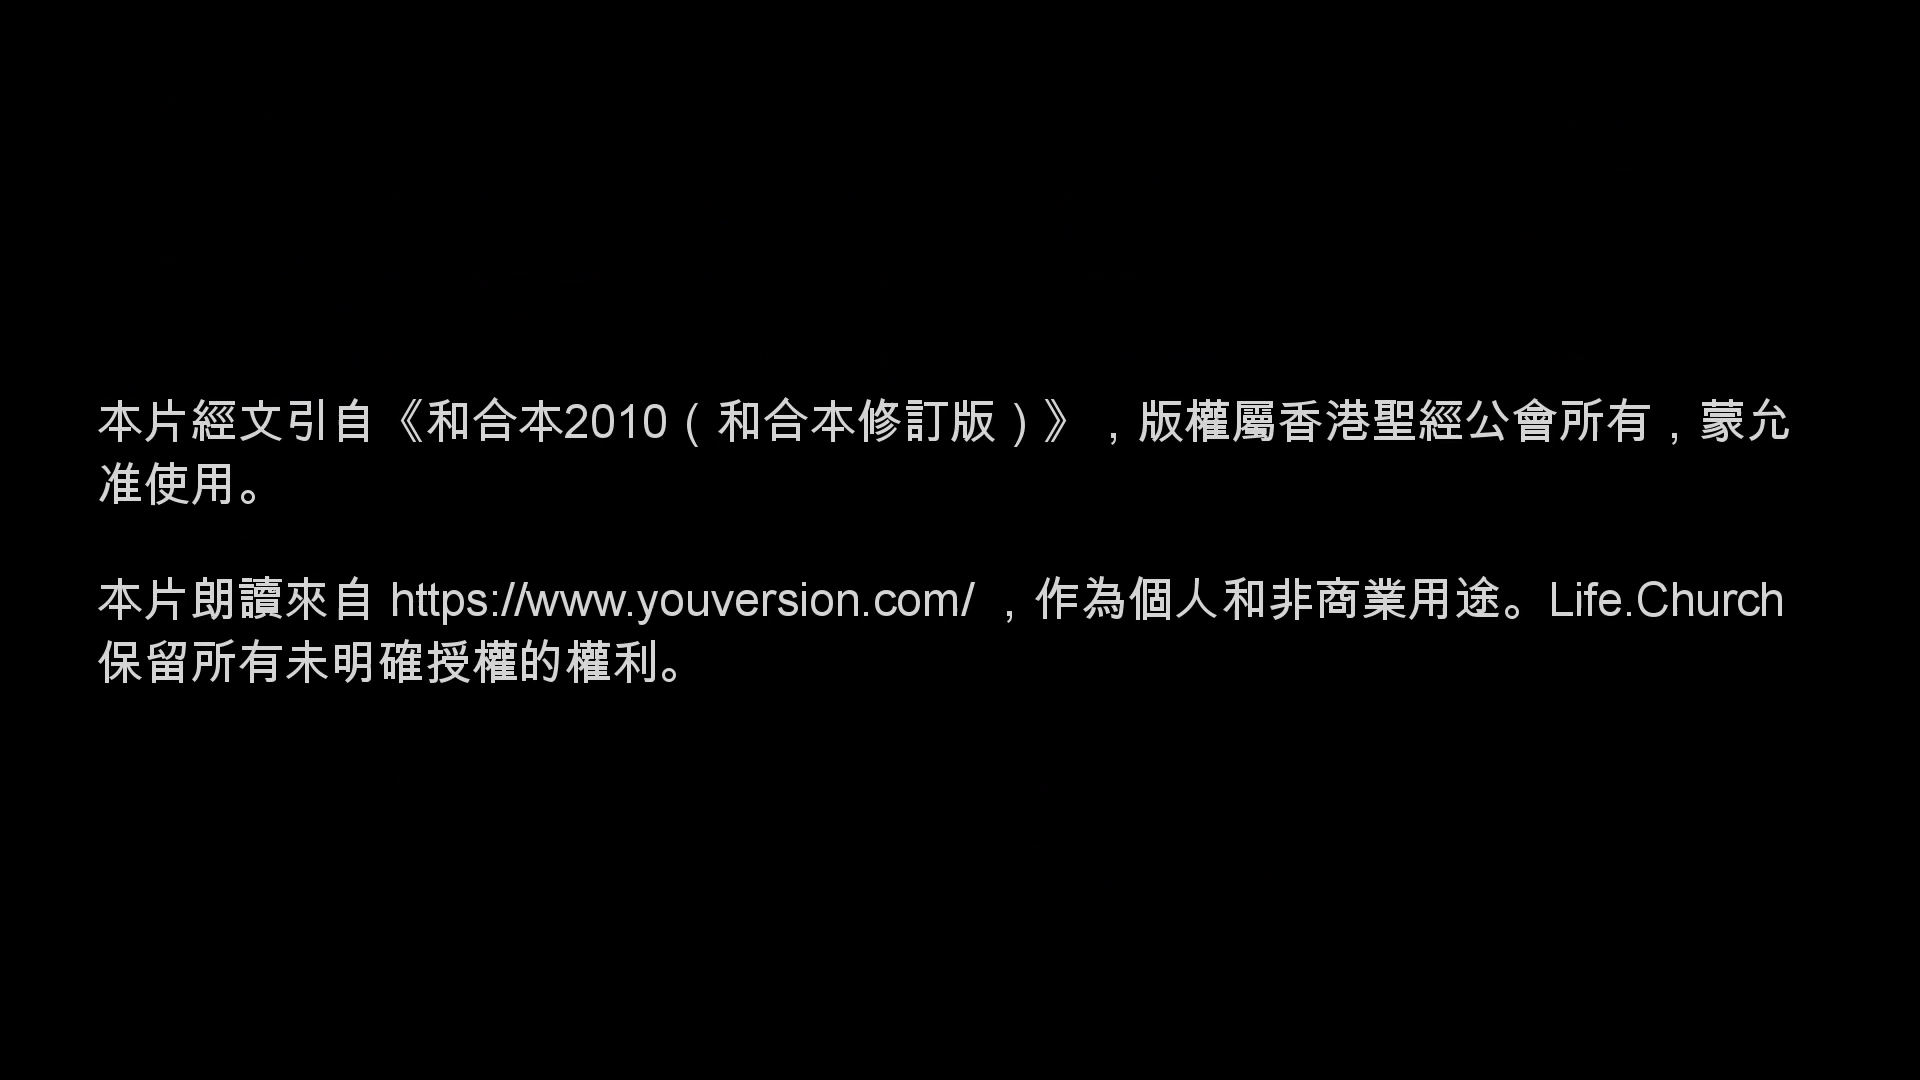 本片經文引自《和合本2010（和合本修訂版）》，版權屬香港聖經公會所有，蒙允
准使用。
本片朗讀來自 https://www.youversion.com/ ，作為個人和非商業用途。Life.Church
保留所有未明確授權的權利。